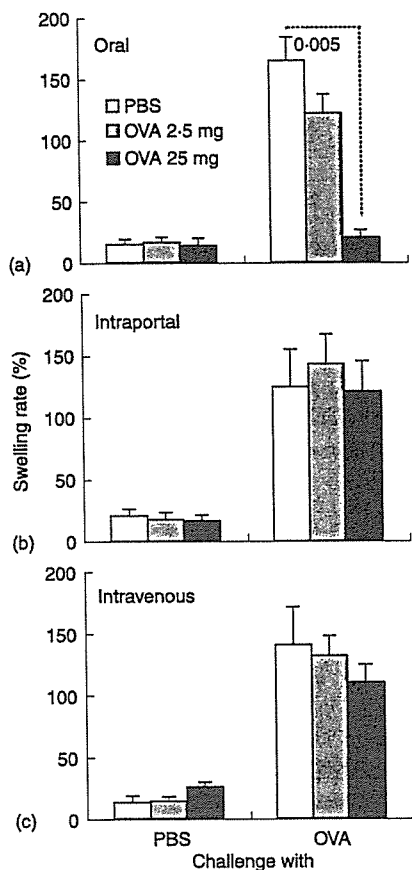 200
Oral
0·005
150
PBS
100
OVA 2·5 mg
OVA 25 mg
50
0
(a)
200
Intraportal
150
100
50
0
(b)
Swelling rate (%)
200
Intravenous
150
100
50
0
(c)
PBS
OVA
Challenge with